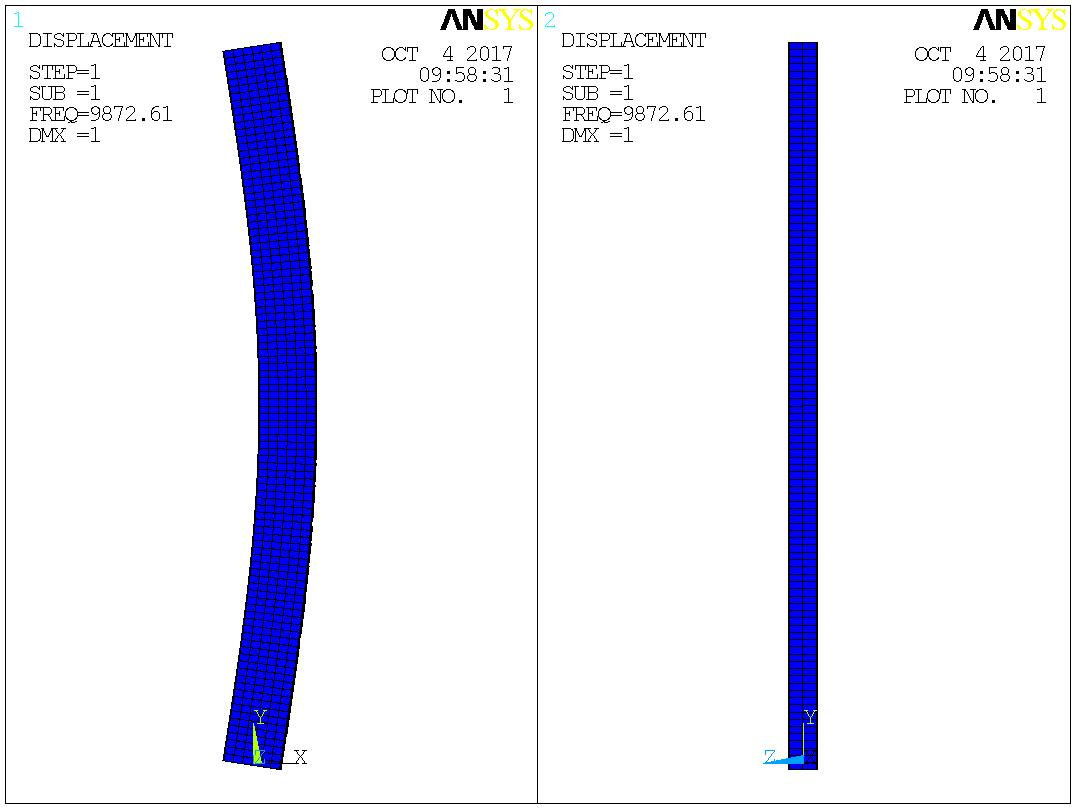 1
ANSYS
DISPLACEMENT
STEP=1
SUB =1
FREQ=9872.61
DMX =1
OCT  4 2017
09:58:31
PLOT NO.   1
Y
Z
X
2
ANSYS
DISPLACEMENT
STEP=1
SUB =1
FREQ=9872.61
DMX =1
OCT  4 2017
09:58:31
PLOT NO.   1
Y
Z